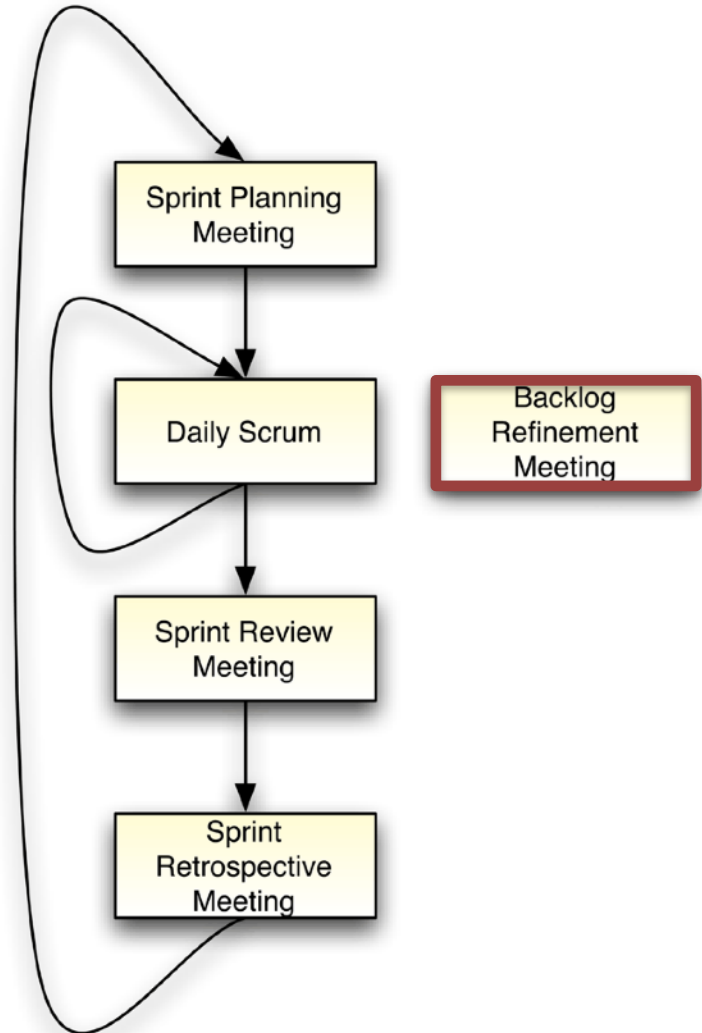 Sprint Planning
Meeting
Daily Scrum
Backlog
Refinement
Meeting
Sprint Review
Meeting
Sprint
Retrospective
Meeting